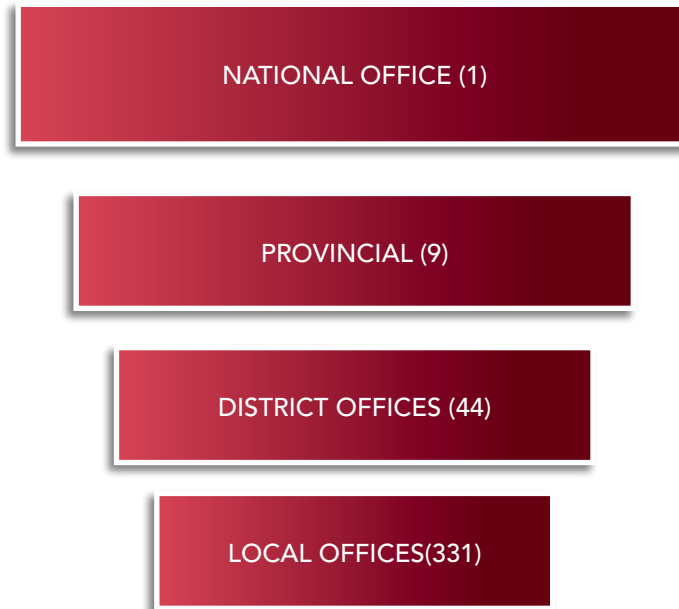 NATIONAL OFFICE (1)
PROVINCIAL (9)
DISTRICT OFFICES (44)
LOCAL OFFICES(331)